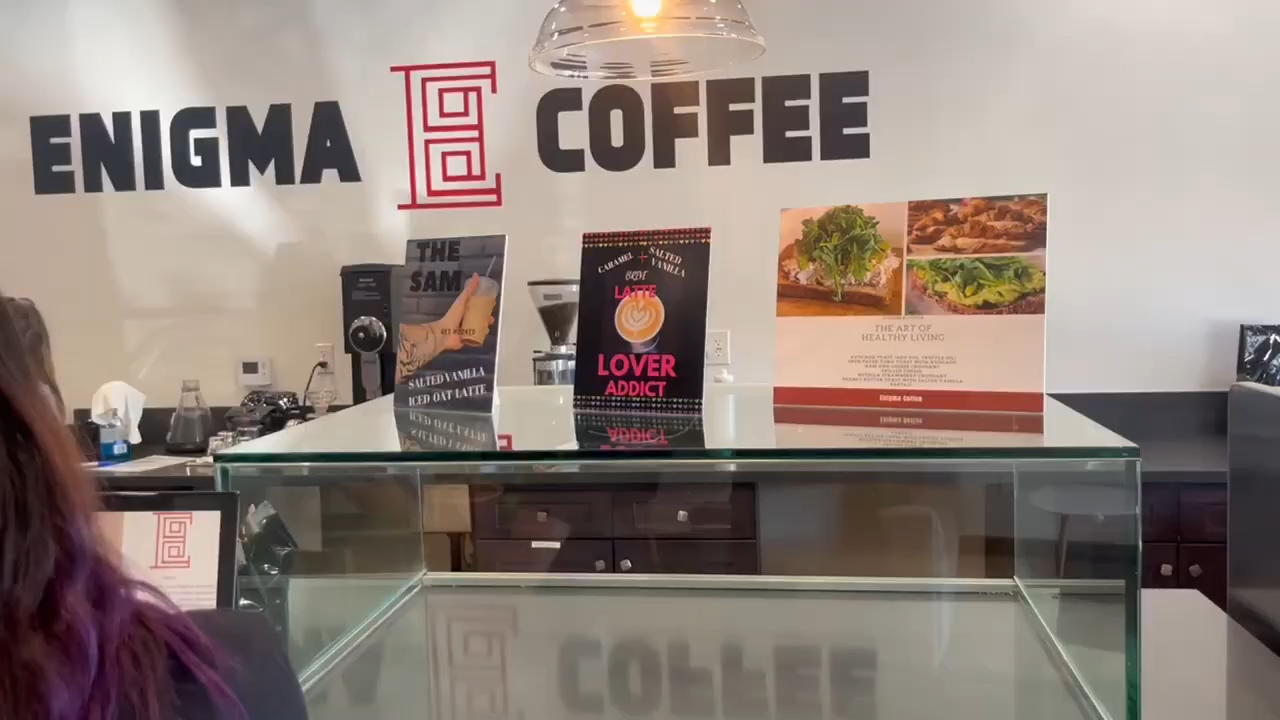 ENIGMA COFFEE
THE
SAM
GET HOOKED
SALTED VANILLA
ICED OAT LATTE
CARAMEL + SALTED
VANILLA
BREVE
LATTE
LOVER
ADDICT
THE ART OF
HEALTHY LIVING
Enigma Coffee